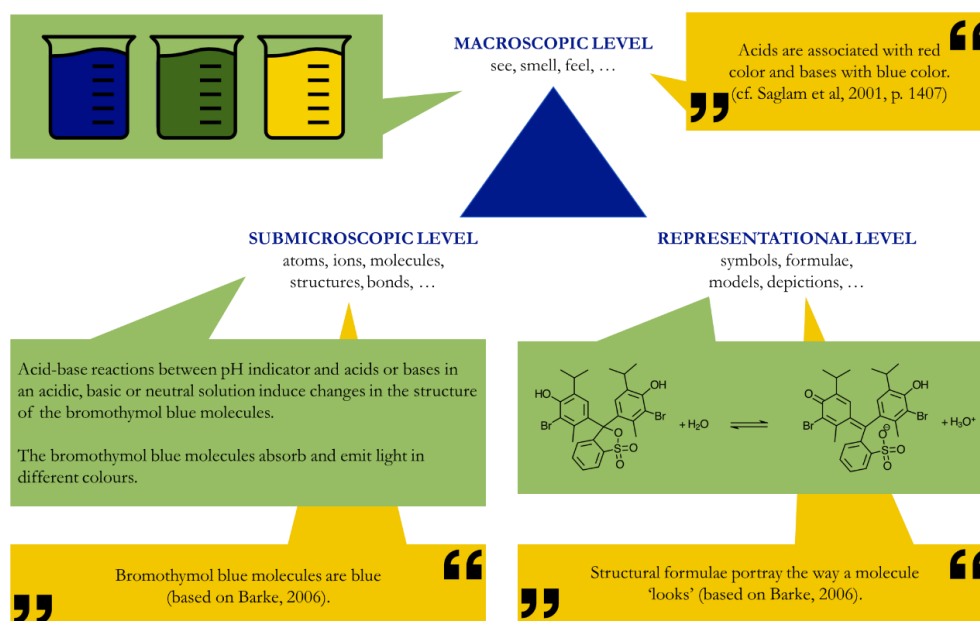 MACROSCOPIC LEVEL
see, smell, feel, …
Acids are associated with red
color and bases with blue color.
(cf. Saglam et al, 2001, p. 1407)
SUBMICROSCOPIC LEVEL
atoms, ions, molecules,
structures, bonds, …
REPRESENTATIONAL LEVEL
symbols, formulae,
models, depictions, …
Acid-base reactions between pH indicator and acids or bases in
an acidic, basic or neutral solution induce changes in the structure
of the bromothymol blue molecules.
The bromothymol blue molecules absorb and emit light in
different colours.
HO
OH
Br
Br
O
S
O
O
+ H₂O
O
OH
Br
Br
O⊖
S
O
O
+ H₃O⁺
Bromothymol blue molecules are blue
(based on Barke, 2006).
Structural formulae portray the way a molecule
‘looks’ (based on Barke, 2006).